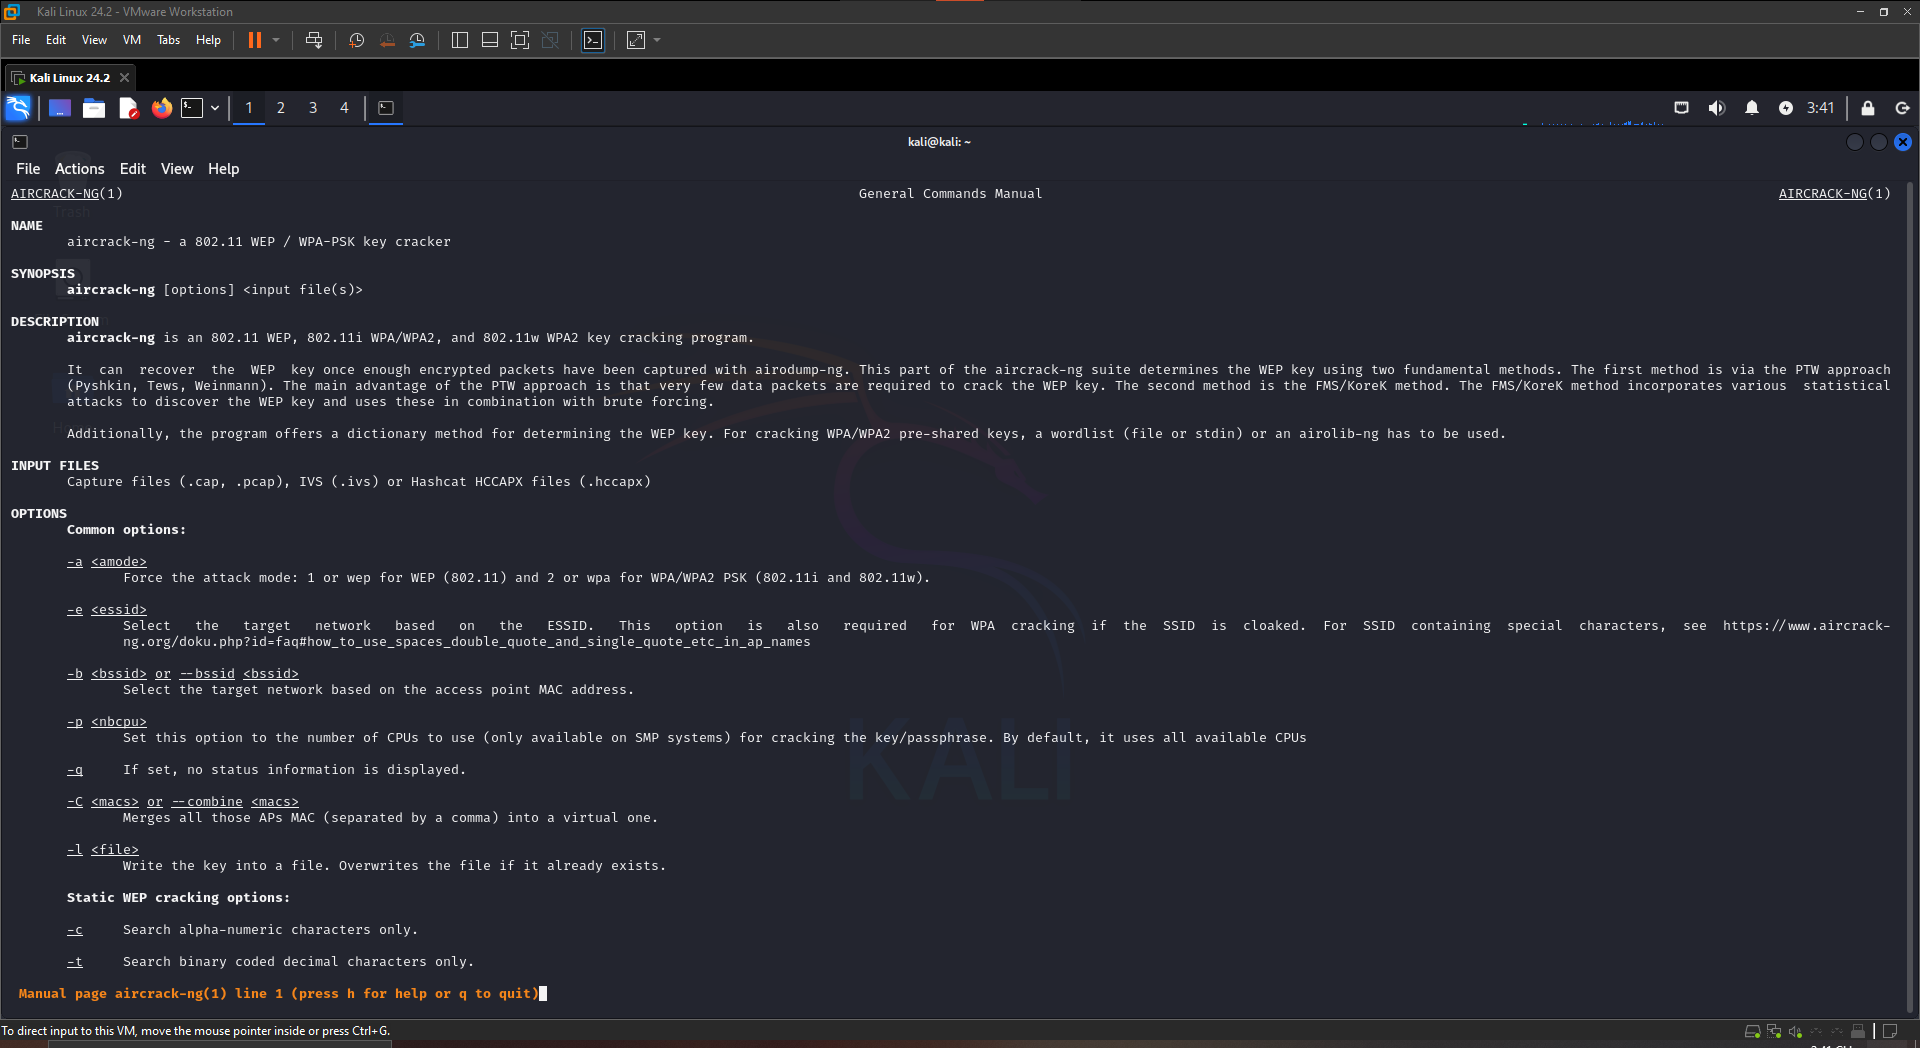 Kali Linux 24.2 - VMware Workstation
File Edit View VM Tabs Help
Kali Linux 24.2
1 2 3 4 3:41
kali@kali: ~
File Actions Edit View Help
AIRCRACK-NG(1) General Commands Manual AIRCRACK-NG(1)
Trash
NAME
aircrack-ng - a 802.11 WEP / WPA-PSK key cracker
SYNOPSIS
aircrack-ng [options] <input file(s)>
DESCRIPTION
aircrack-ng is an 802.11 WEP, 802.11i WPA/WPA2, and 802.11w WPA2 key cracking program.
It can recover the WEP key once enough encrypted packets have been captured with airodump-ng. This part of the aircrack-ng suite determines the WEP key using two fundamental methods. The first method is via the PTW approach
(Pyshkin, Tews, Weinmann). The main advantage of the PTW approach is that very few data packets are required to crack the WEP key. The second method is the FMS/KoreK method. The FMS/KoreK method incorporates various statistical
attacks to discover the WEP key and uses these in combination with brute forcing.
Additionally, the program offers a dictionary method for determining the WEP key. For cracking WPA/WPA2 pre-shared keys, a wordlist (file or stdin) or an airolib-ng has to be used.
INPUT FILES
Capture files (.cap, .pcap), IVS (.ivs) or Hashcat HCCAPX files (.hccapx)
OPTIONS
Common options:
-a <amode>
Force the attack mode: 1 or wep for WEP (802.11) and 2 or wpa for WPA/WPA2 PSK (802.11i and 802.11w).
-e <essid>
Select the target network based on the ESSID. This option is also required for WPA cracking if the SSID is cloaked. For SSID containing special characters, see https://www.aircrack-
ng.org/doku.php?id=faq#how_to_use_spaces_double_quote_and_single_quote_etc_in_ap_names
-b <bssid> or --bssid <bssid>
Select the target network based on the access point MAC address.
-p <nbcpu>
Set this option to the number of CPUs to use (only available on SMP systems) for cracking the key/passphrase. By default, it uses all available CPUs
KALI
-q If set, no status information is displayed.
-C <macs> or --combine <macs>
Merges all those APs MAC (separated by a comma) into a virtual one.
-l <file>
Write the key into a file. Overwrites the file if it already exists.
Static WEP cracking options:
-c Search alpha-numeric characters only.
-t Search binary coded decimal characters only.
Manual page aircrack-ng(1) line 1 (press h for help or q to quit)
To direct input to this VM, move the mouse pointer inside or press Ctrl+G.